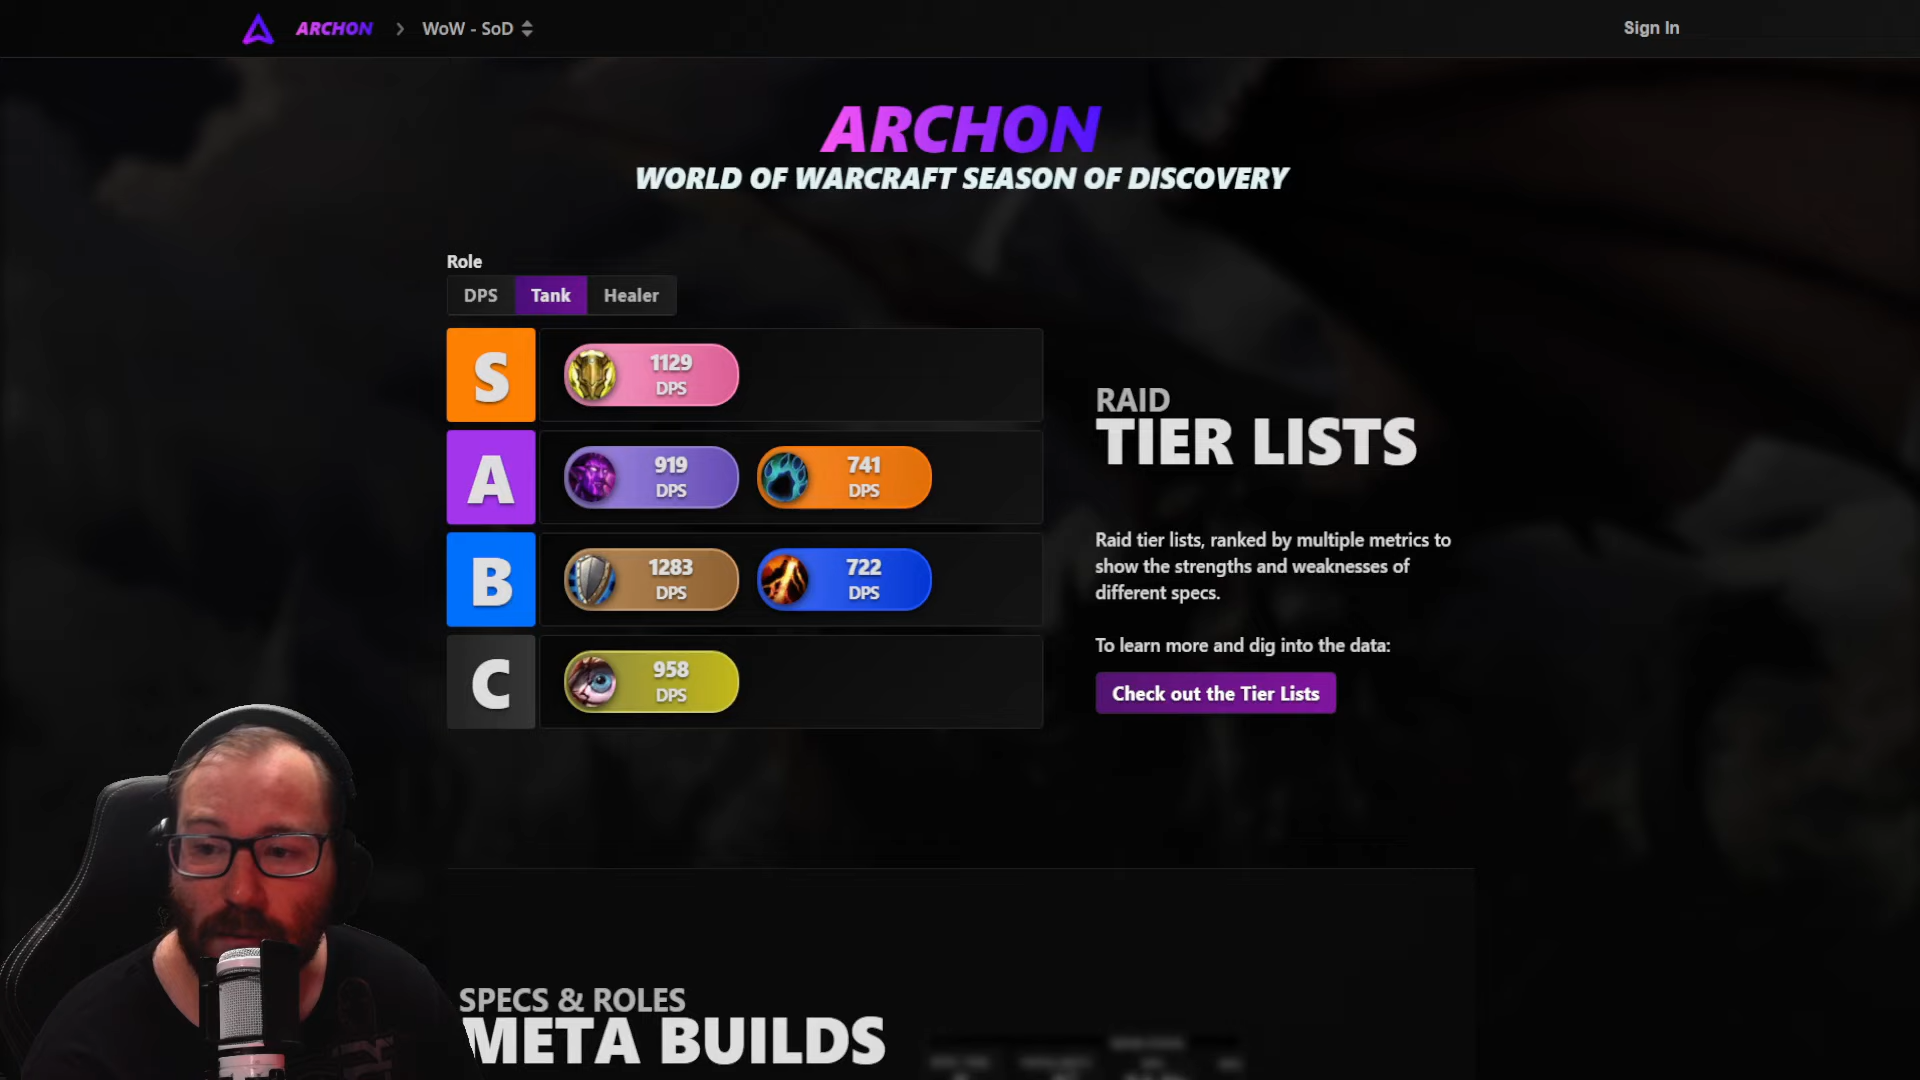 ARCHON
WoW - SoD
Sign In
ARCHON
WORLD OF WARCRAFT SEASON OF DISCOVERY
Role
DPS
Tank
Healer
S
1129
DPS
A
919
DPS
741
DPS
B
1283
DPS
722
DPS
C
958
DPS
RAID
TIER LISTS
Raid tier lists, ranked by multiple metrics to
show the strengths and weaknesses of
different specs.
To learn more and dig into the data:
Check out the Tier Lists
SPECS & ROLES
META BUILDS